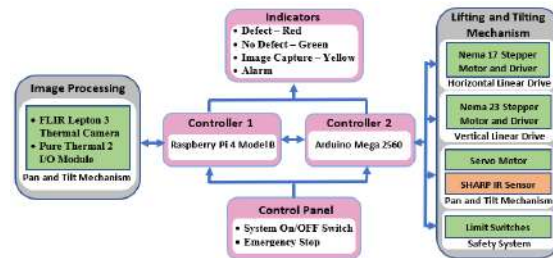 Indicators
• Defect – Red
• No Defect – Green
• Image Capture – Yellow
• Alarm
Image Processing
• FLIR Lepton 3
Thermal Camera
• Pure Thermal 2
I/O Module
Pan and Tilt Mechanism
Controller 1
Raspberry Pi 4 Model B
Controller 2
Arduino Mega 2560
Control Panel
• System On/OFF Switch
• Emergency Stop
Lifting and Tilting
Mechanism
Nema 17 Stepper
Motor and Driver
Horizontal Linear Drive
Nema 23 Stepper
Motor and Driver
Vertical Linear Drive
Servo Motor
SHARP IR Sensor
Pan and Tilt Mechanism
Limit Switches
Safety System